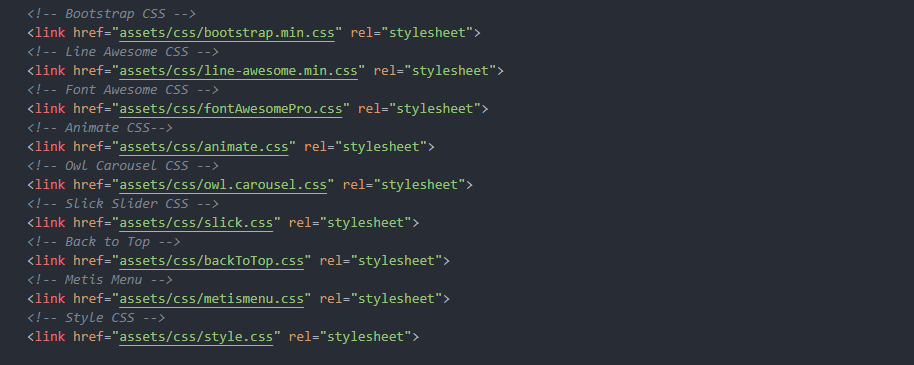 <!-- Bootstrap CSS -->
<link href="assets/css/bootstrap.min.css" rel="stylesheet">
<!-- Line Awesome CSS -->
<link href="assets/css/line-awesome.min.css" rel="stylesheet">
<!-- Font Awesome CSS -->
<link href="assets/css/fontAwesomePro.css" rel="stylesheet">
<!-- Animate CSS-->
<link href="assets/css/animate.css" rel="stylesheet">
<!-- Owl Carousel CSS -->
<link href="assets/css/owl.carousel.css" rel="stylesheet">
<!-- Slick Slider CSS -->
<link href="assets/css/slick.css" rel="stylesheet">
<!-- Back to Top -->
<link href="assets/css/backToTop.css" rel="stylesheet">
<!-- Metis Menu -->
<link href="assets/css/metismenu.css" rel="stylesheet">
<!-- Style CSS -->
<link href="assets/css/style.css" rel="stylesheet">